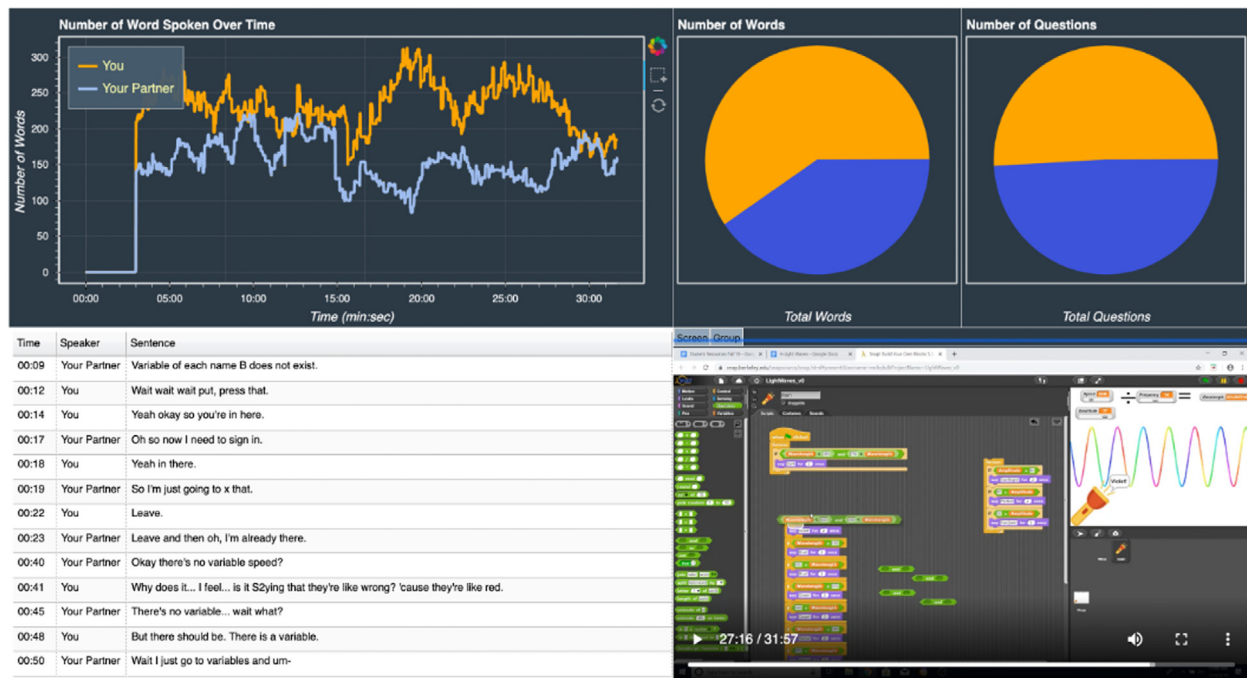 Number of Word Spoken Over Time
You
Your Partner
Number of Words
300
250
200
150
100
50
0
00:00 05:00 10:00 15:00 20:00 25:00 30:00
Time (min:sec)
Number of Words
Total Words
Number of Questions
Total Questions
Time Speaker Sentence
00:09 Your Partner Variable of each name B does not exist.
00:12 You Wait wait wait put, press that.
00:14 You Yeah okay so you're in here.
00:17 Your Partner Oh so now I need to sign in.
00:18 You Yeah in there.
00:19 Your Partner So I'm just going to x that.
00:22 You Leave.
00:23 Your Partner Leave and then oh, I'm already there.
00:40 Your Partner Okay there's no variable speed?
00:41 You Why does it... I feel... is it S2ying that they're like wrong? 'cause they're like red.
00:45 Your Partner There's no variable... wait what?
00:48 You But there should be. There is a variable.
00:50 Your Partner Wait I just go to variables and um-
Screen Group
LightWaves_v0
Scripts Costumes Sounds
Violet!
27:16 / 31:57